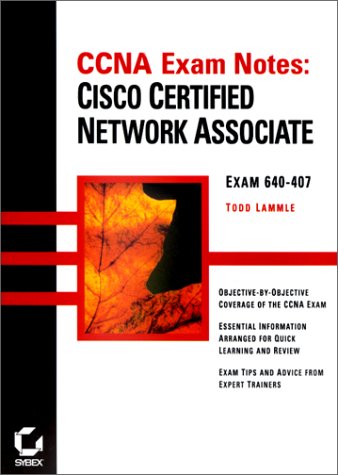 CCNA Exam Notes:
CISCO CERTIFIED
NETWORK ASSOCIATE
EXAM 640-407
TODD LAMMLE
OBJECTIVE-BY-OBJECTIVE
COVERAGE OF THE CCNA EXAM
ESSENTIAL INFORMATION
ARRANGED FOR QUICK
LEARNING AND REVIEW
EXAM TIPS AND ADVICE FROM
EXPERT TRAINERS
SYBEX